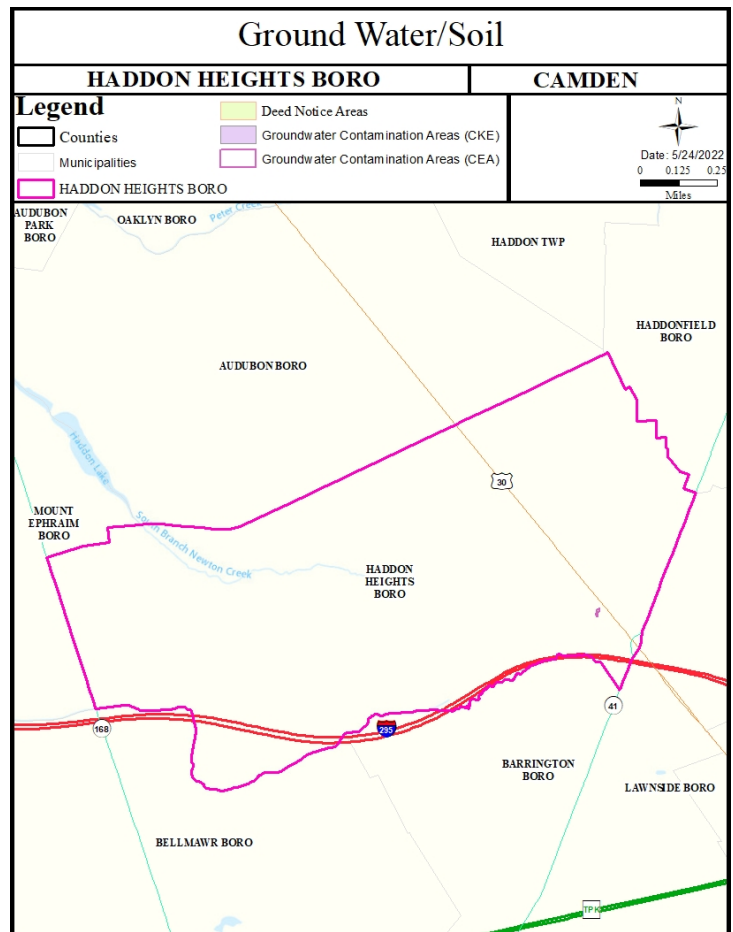 Ground Water/Soil
HADDON HEIGHTS BORO
CAMDEN
Legend
Counties
Municipalities
HADDON HEIGHTS BORO
Deed Notice Areas
Groundwater Contamination Areas (CKE)
Groundwater Contamination Areas (CEA)
N
Date: 5/24/2022
0 0.125 0.25
Miles
AUDUBON
PARK
BORO
OAKLYN BORO
Peter Creek
HADDON TWP
HADDONFIELD
BORO
AUDUBON BORO
Haddon Lake
30
MOUNT
EPHRAIM
BORO
South Branch Newton Creek
HADDON
HEIGHTS
BORO
41
168
295
BARRINGTON
BORO
LAWNSIDE BORO
BELLMAWR BORO
TPK